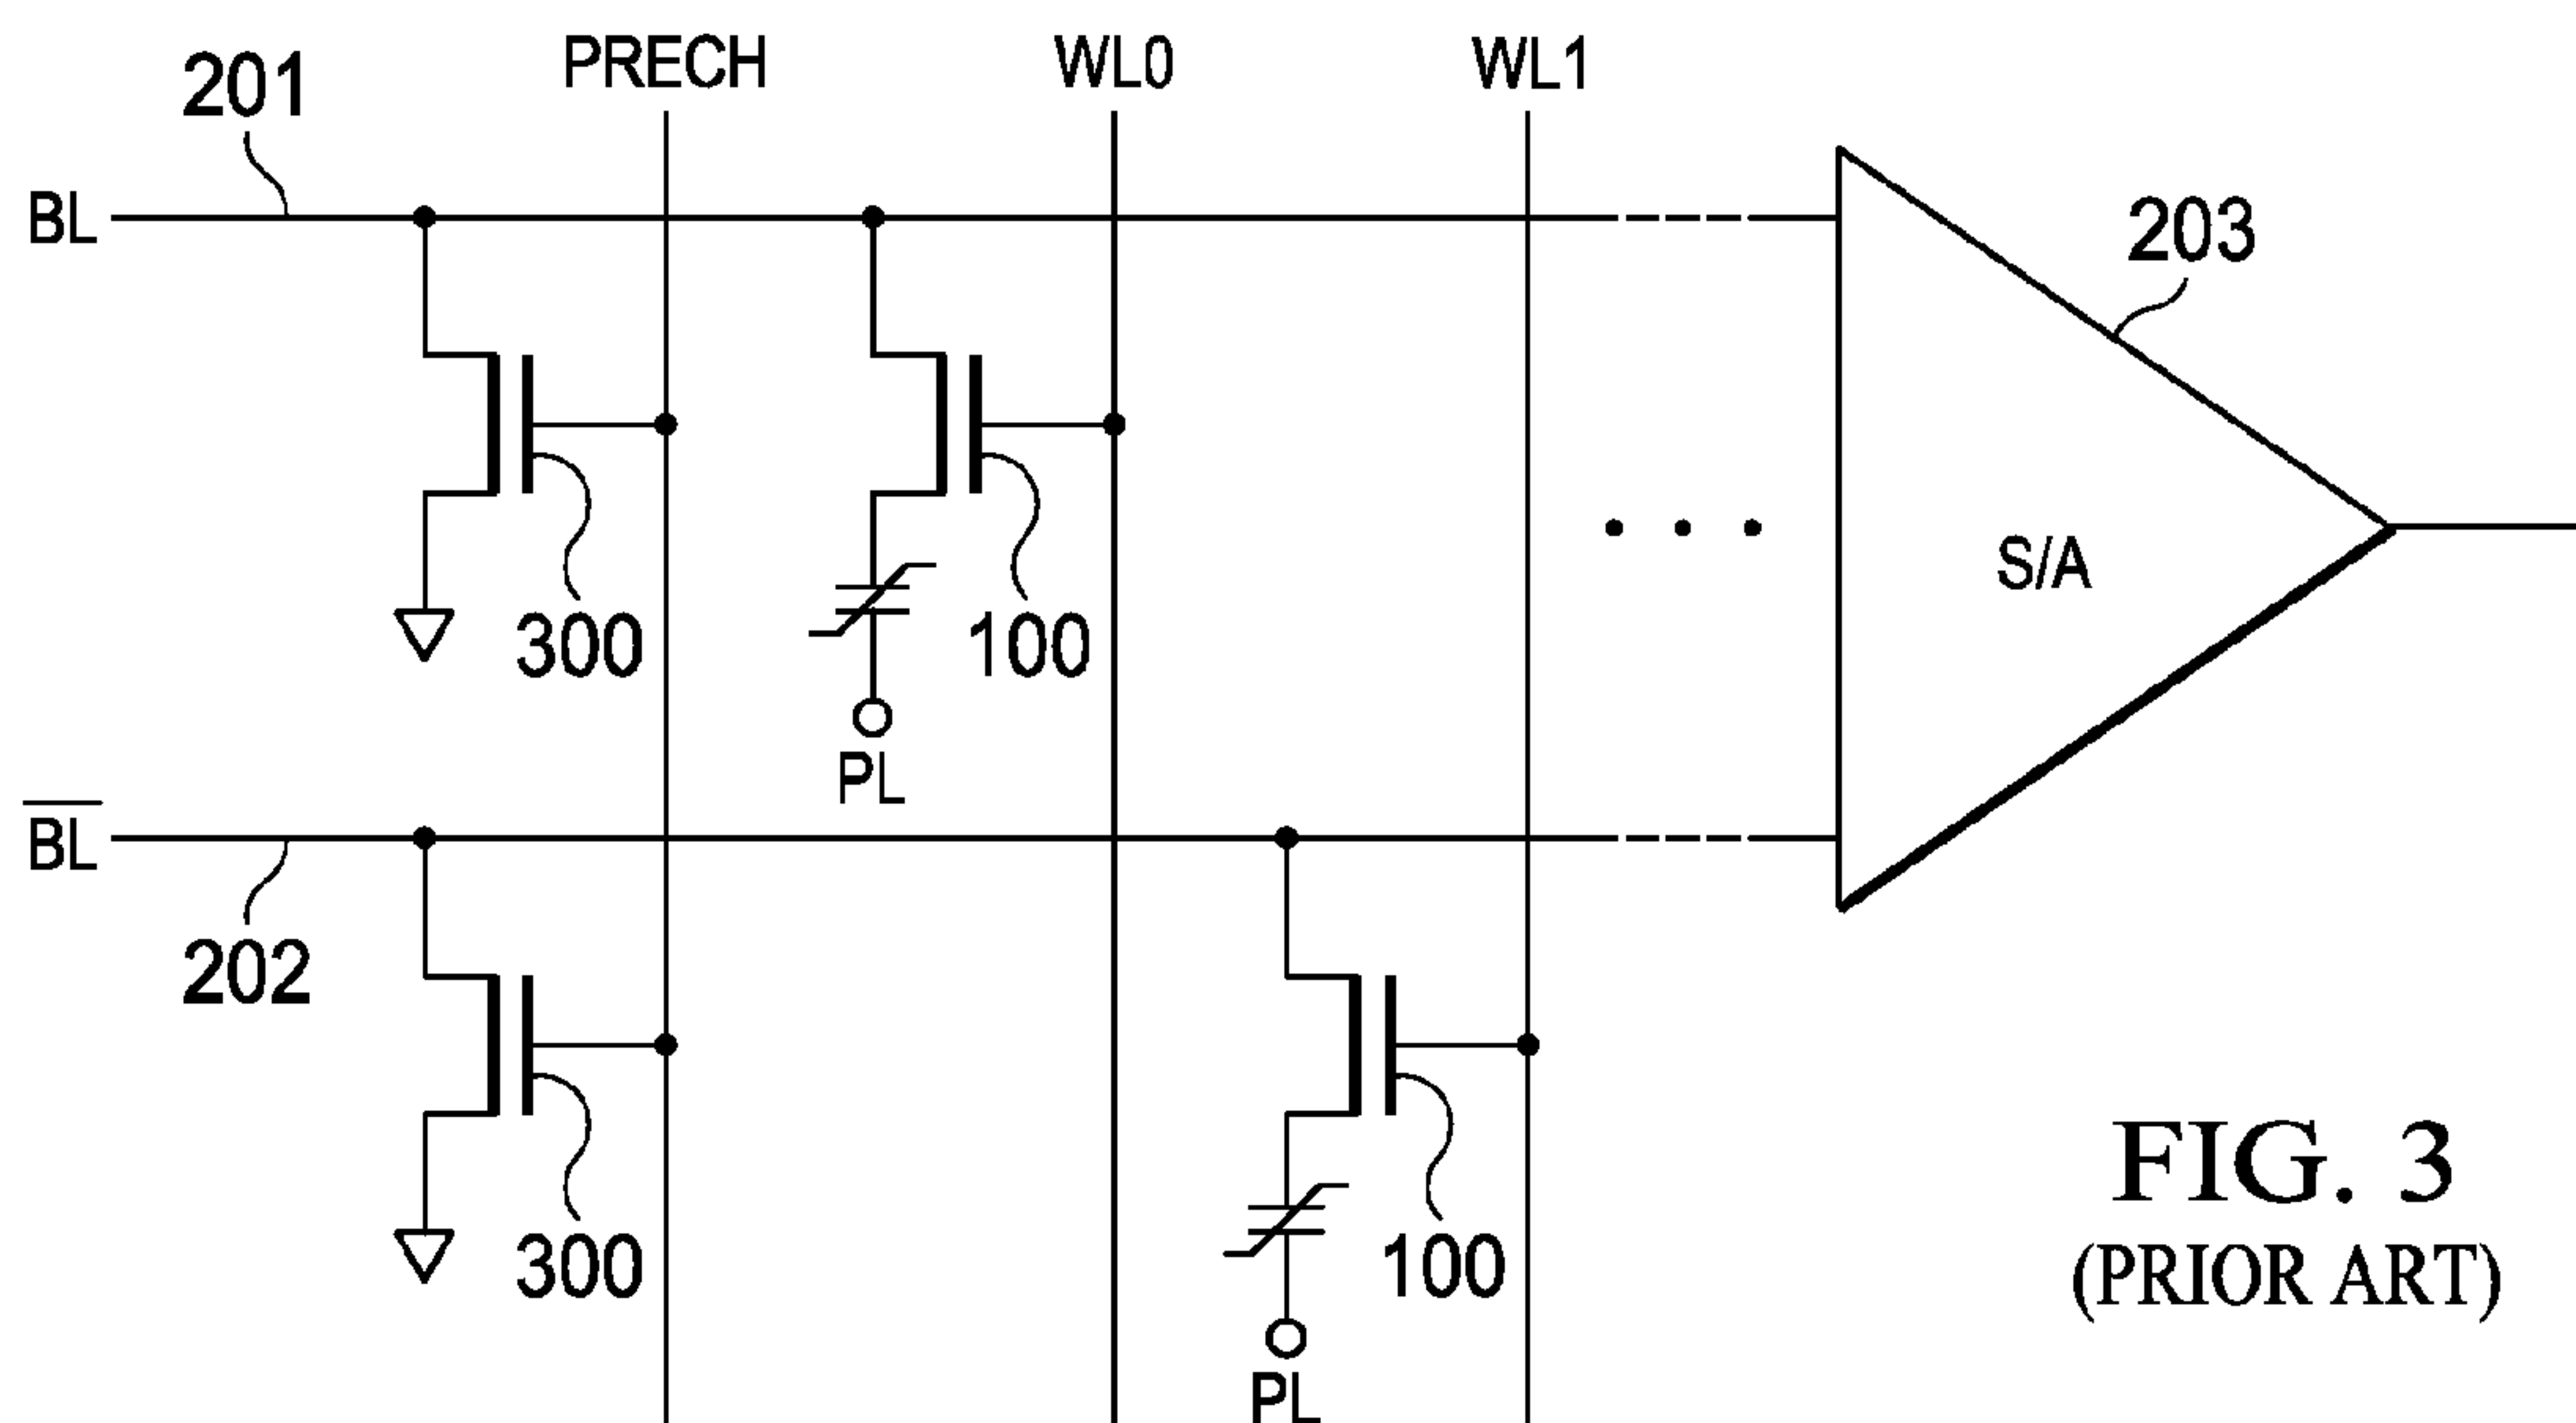 PRECH
WL0
WL1
201
BL
203
S/A
300
100
PL
BL
202
300
100
PL
FIG. 3
(PRIOR ART)